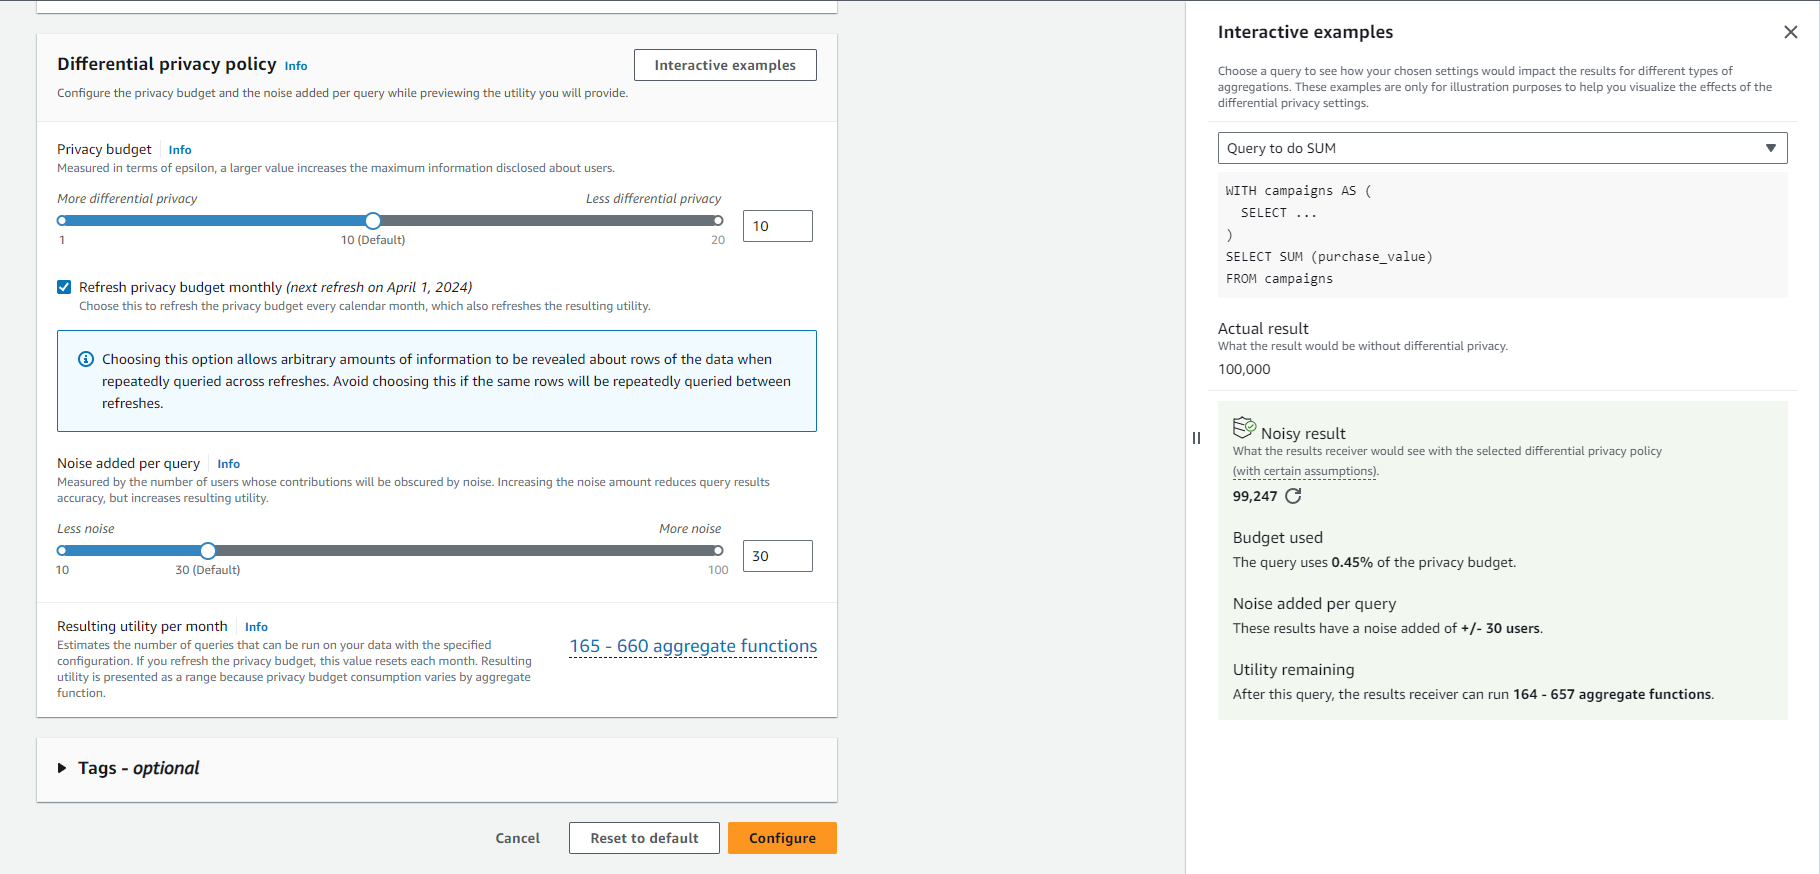 Differential privacy policy Info
Interactive examples
Configure the privacy budget and the noise added per query while previewing the utility you will provide.
Privacy budget Info
Measured in terms of epsilon, a larger value increases the maximum information disclosed about users.
More differential privacy Less differential privacy
10
1 10 (Default) 20
Refresh privacy budget monthly (next refresh on April 1, 2024)
Choose this to refresh the privacy budget every calendar month, which also refreshes the resulting utility.
Choosing this option allows arbitrary amounts of information to be revealed about rows of the data when
repeatedly queried across refreshes. Avoid choosing this if the same rows will be repeatedly queried between
refreshes.
Noise added per query Info
Measured by the number of users whose contributions will be obscured by noise. Increasing the noise amount reduces query results
accuracy, but increases resulting utility.
Less noise More noise
30
10 30 (Default) 100
Resulting utility per month Info
Estimates the number of queries that can be run on your data with the specified
configuration. If you refresh the privacy budget, this value resets each month. Resulting
utility is presented as a range because privacy budget consumption varies by aggregate
function.
165 - 660 aggregate functions
Tags - optional
Cancel
Reset to default
Configure
Interactive examples
Choose a query to see how your chosen settings would impact the results for different types of
aggregations. These examples are only for illustration purposes to help you visualize the effects of the
differential privacy settings.
Query to do SUM
WITH campaigns AS (
SELECT ...
)
SELECT SUM (purchase_value)
FROM campaigns
Actual result
What the result would be without differential privacy.
100,000
Noisy result
What the results receiver would see with the selected differential privacy policy
(with certain assumptions).
99,247
Budget used
The query uses 0.45% of the privacy budget.
Noise added per query
These results have a noise added of +/- 30 users.
Utility remaining
After this query, the results receiver can run 164 - 657 aggregate functions.